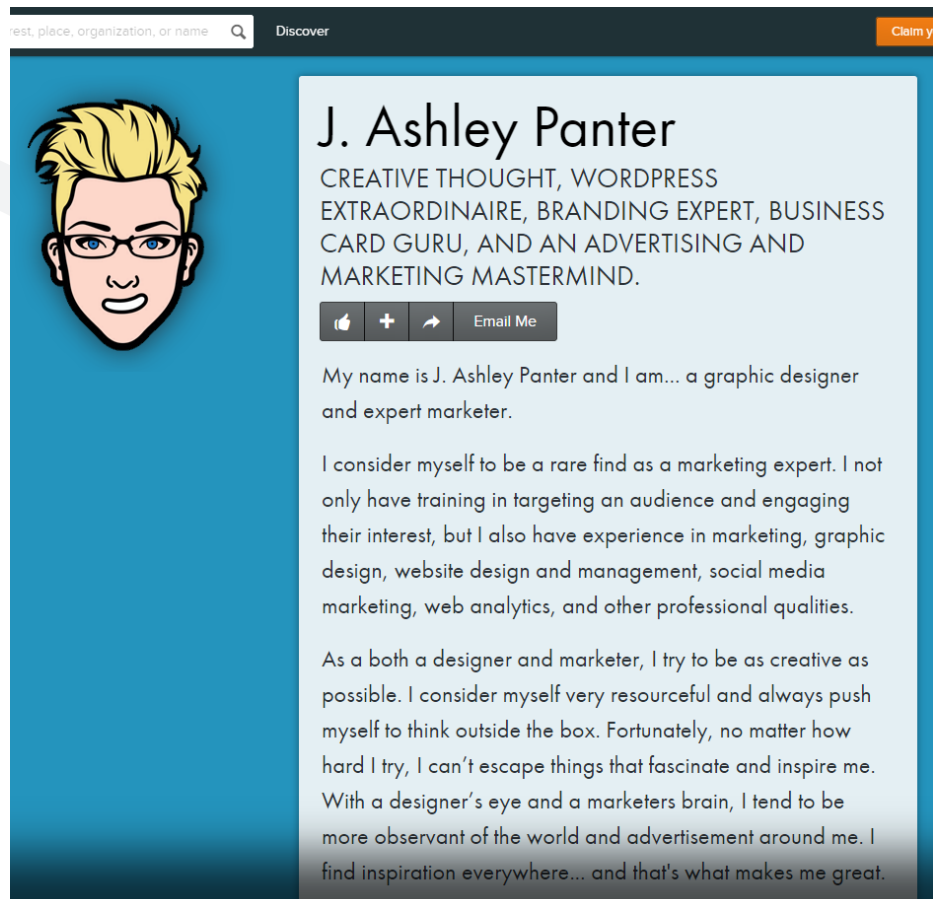 rest, place, organization, or name
Discover
Claim y
J. Ashley Panter
CREATIVE THOUGHT, WORDPRESS
EXTRAORDINAIRE, BRANDING EXPERT, BUSINESS
CARD GURU, AND AN ADVERTISING AND
MARKETING MASTERMIND.
Email Me
My name is J. Ashley Panter and I am... a graphic designer
and expert marketer.
I consider myself to be a rare find as a marketing expert. I not
only have training in targeting an audience and engaging
their interest, but I also have experience in marketing, graphic
design, website design and management, social media
marketing, web analytics, and other professional qualities.
As a both a designer and marketer, I try to be as creative as
possible. I consider myself very resourceful and always push
myself to think outside the box. Fortunately, no matter how
hard I try, I can’t escape things that fascinate and inspire me.
With a designer’s eye and a marketers brain, I tend to be
more observant of the world and advertisement around me. I
find inspiration everywhere... and that's what makes me great.